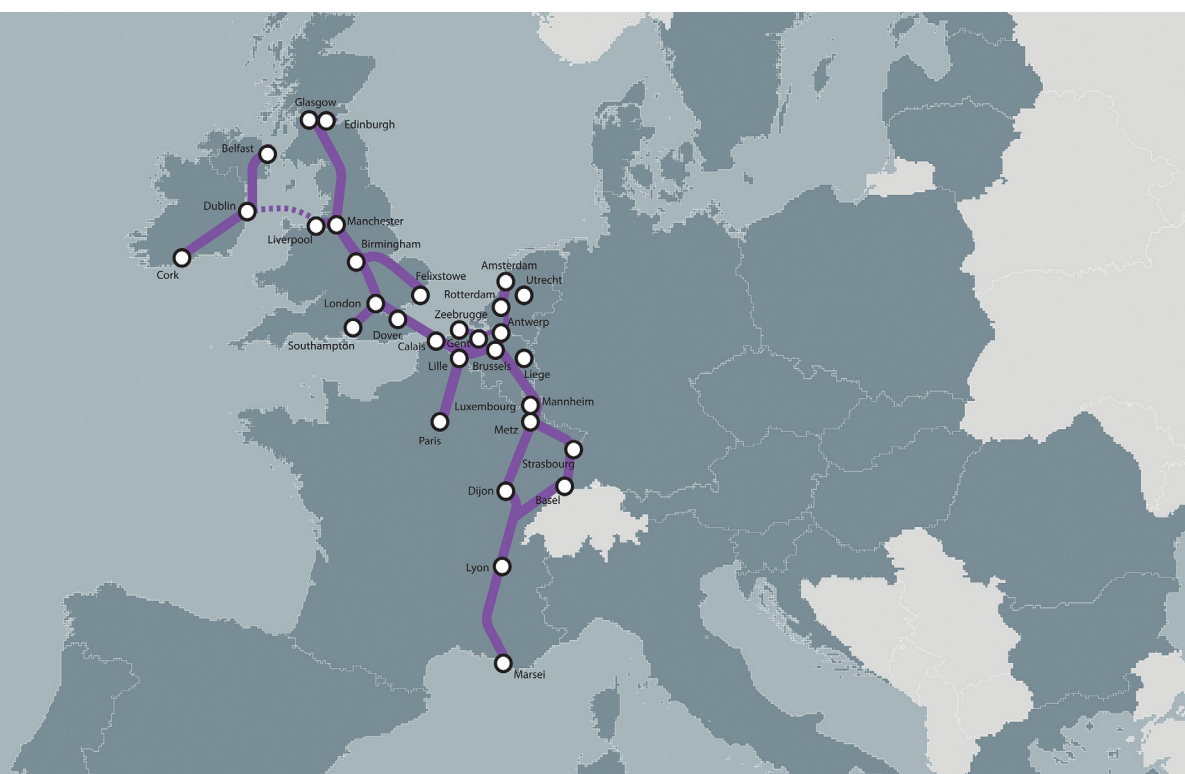 Glasgow
Edinburgh
Belfast
Dublin
Manchester
Liverpool
Birmingham
Cork
Amsterdam
Felixstowe
Utrecht
Rotterdam
London
Zeebrugge
Antwerp
Dover
Southampton
Calais
Gent
Lille
Brussels
Liege
Mannheim
Luxembourg
Metz
Paris
Strasbourg
Dijon
Basel
Lyon
Marsei